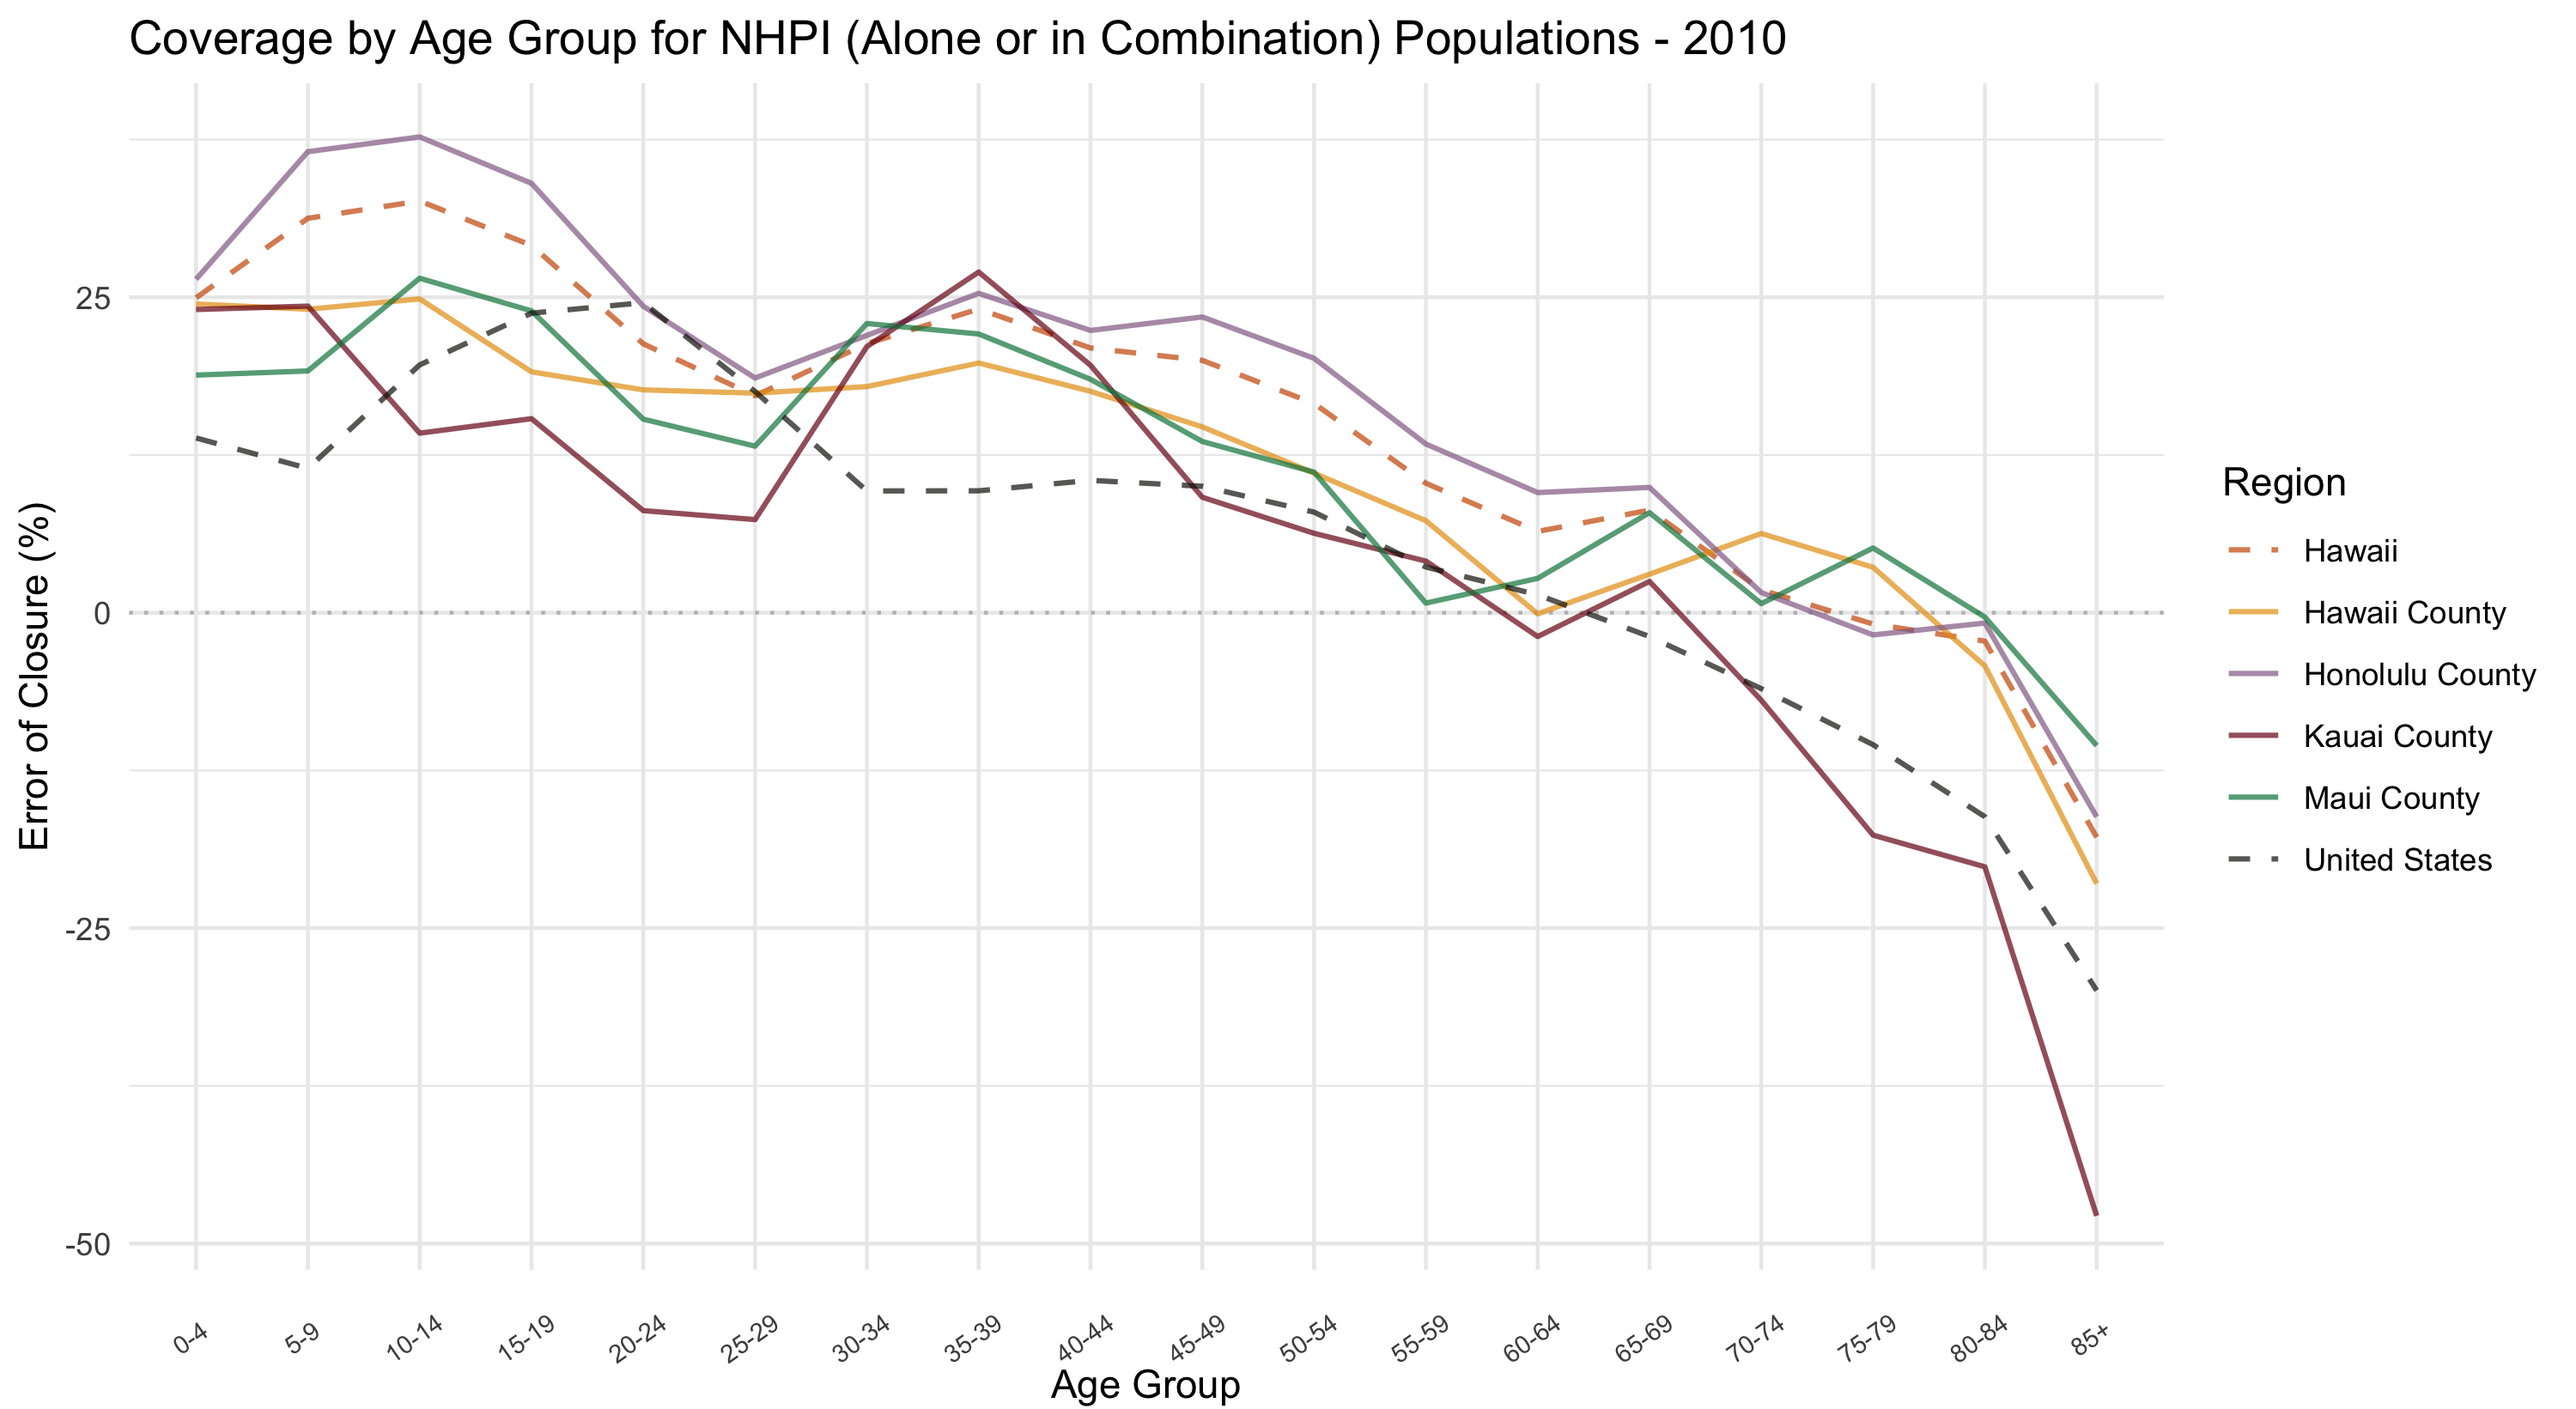 Coverage by Age Group for NHPI (Alone or in Combination) Populations - 2010
Error of Closure (%)
25
0
-25
-50
0-4
5-9
10-14
15-19
20-24
25-29
30-34
35-39
40-44
45-49
50-54
55-59
60-64
65-69
70-74
75-79
80-84
85+
Age Group
Region
Hawaii
Hawaii County
Honolulu County
Kauai County
Maui County
United States